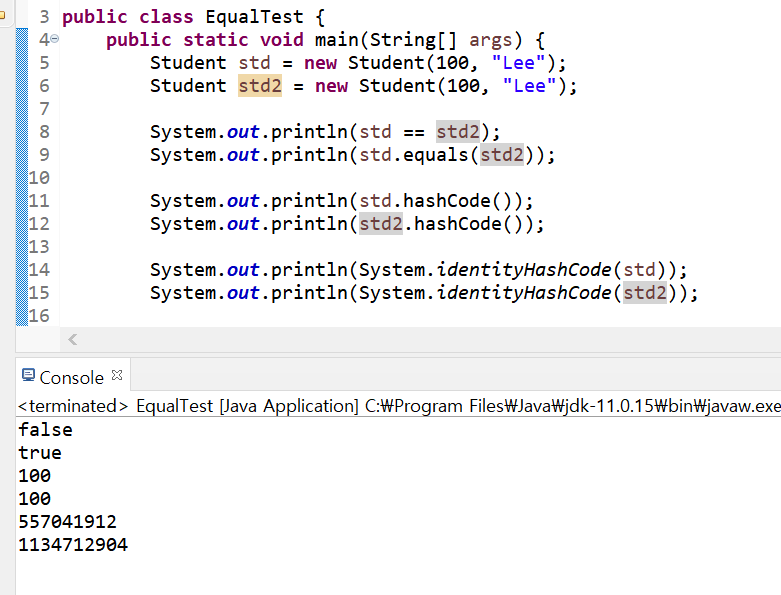 3 public class EqualTest {
4 public static void main(String[] args) {
5 Student std = new Student(100, "Lee");
6 Student std2 = new Student(100, "Lee");
7
8 System.out.println(std == std2);
9 System.out.println(std.equals(std2));
10
11 System.out.println(std.hashCode());
12 System.out.println(std2.hashCode());
13
14 System.out.println(System.identityHashCode(std));
15 System.out.println(System.identityHashCode(std2));
16
Console
<terminated> EqualTest [Java Application] C:₩Program Files₩Java₩jdk-11.0.15₩bin₩javaw.exe
false
true
100
100
557041912
1134712904